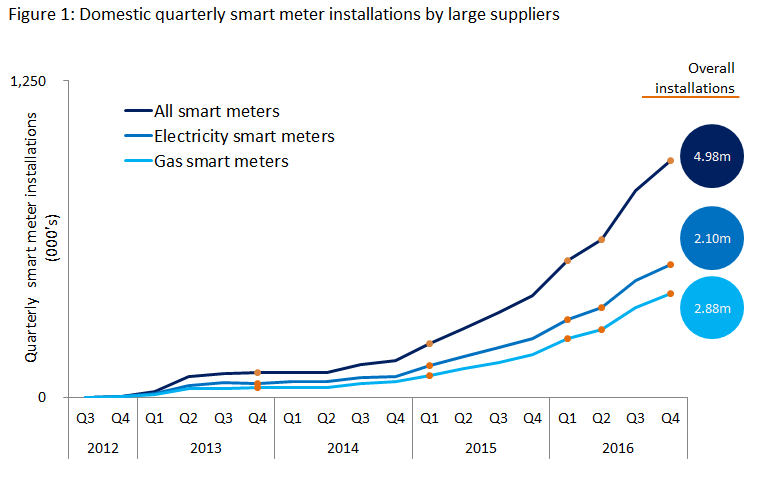 Figure 1: Domestic quarterly smart meter installations by large suppliers
Overall
installations
1,250
All smart meters
Electricity smart meters
Gas smart meters
Quarterly smart meter installations
(000's)
4.98m
2.10m
2.88m
0
Q3 Q4 Q1 Q2 Q3 Q4 Q1 Q2 Q3 Q4 Q1 Q2 Q3 Q4 Q1 Q2 Q3 Q4
2012 2013 2014 2015 2016